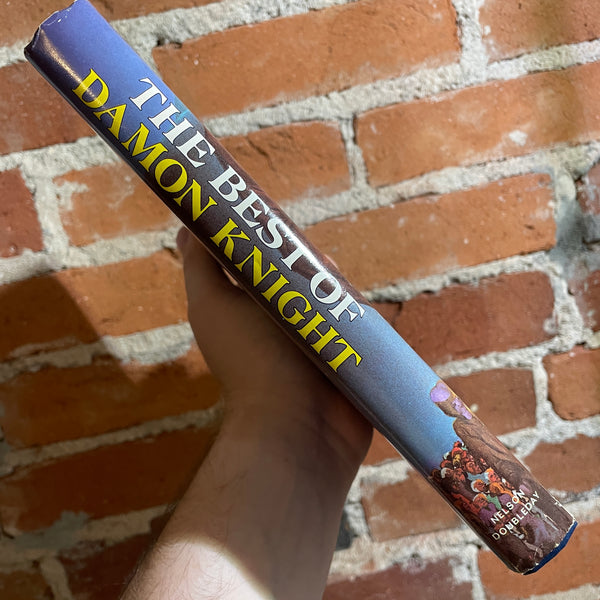 THE BEST OF
DAMON KNIGHT
NELSON
DOUBLEDAY